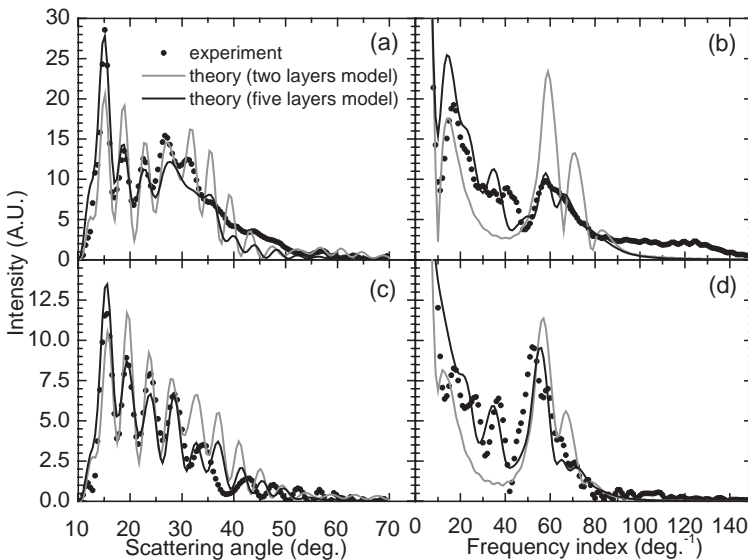 30
25
20
15
10
5
0
(a)
experiment
theory (two layers model)
theory (five layers model)
(b)
Intensity (A.U.)
12.5
10.0
7.5
5.0
2.5
0.0
(c)
(d)
10 20 30 40 50 60 70
0 20 40 60 80 100 120 140
Scattering angle (deg.)
Frequency index (deg.⁻¹)